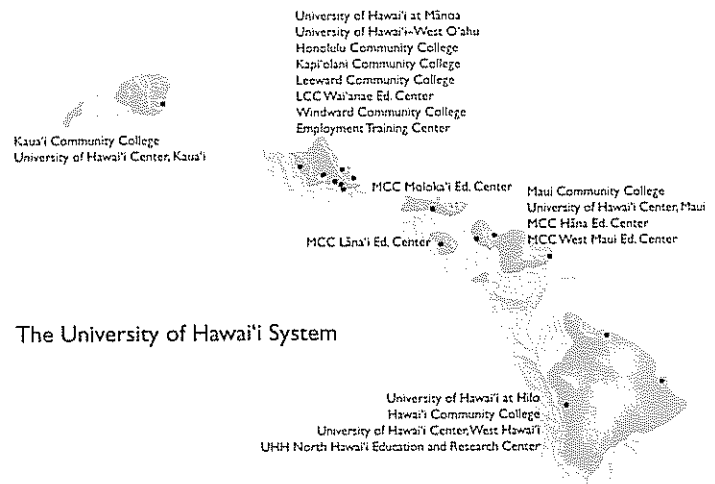 University of Hawai'i at Mānoa
University of Hawai'i–West O'ahu
Honolulu Community College
Kapi'olani Community College
Leeward Community College
LCC Wai'anae Ed. Center
Windward Community College
Employment Training Center
Kaua'i Community College
University of Hawai'i Center, Kaua'i
MCC Moloka'i Ed. Center
Maui Community College
University of Hawai'i Center, Maui
MCC Hāna Ed. Center
MCC West Maui Ed. Center
MCC Lāna'i Ed. Center
The University of Hawai'i System
University of Hawai'i at Hilo
Hawai'i Community College
University of Hawai'i Center, West Hawai'i
UHH North Hawai'i Education and Research Center